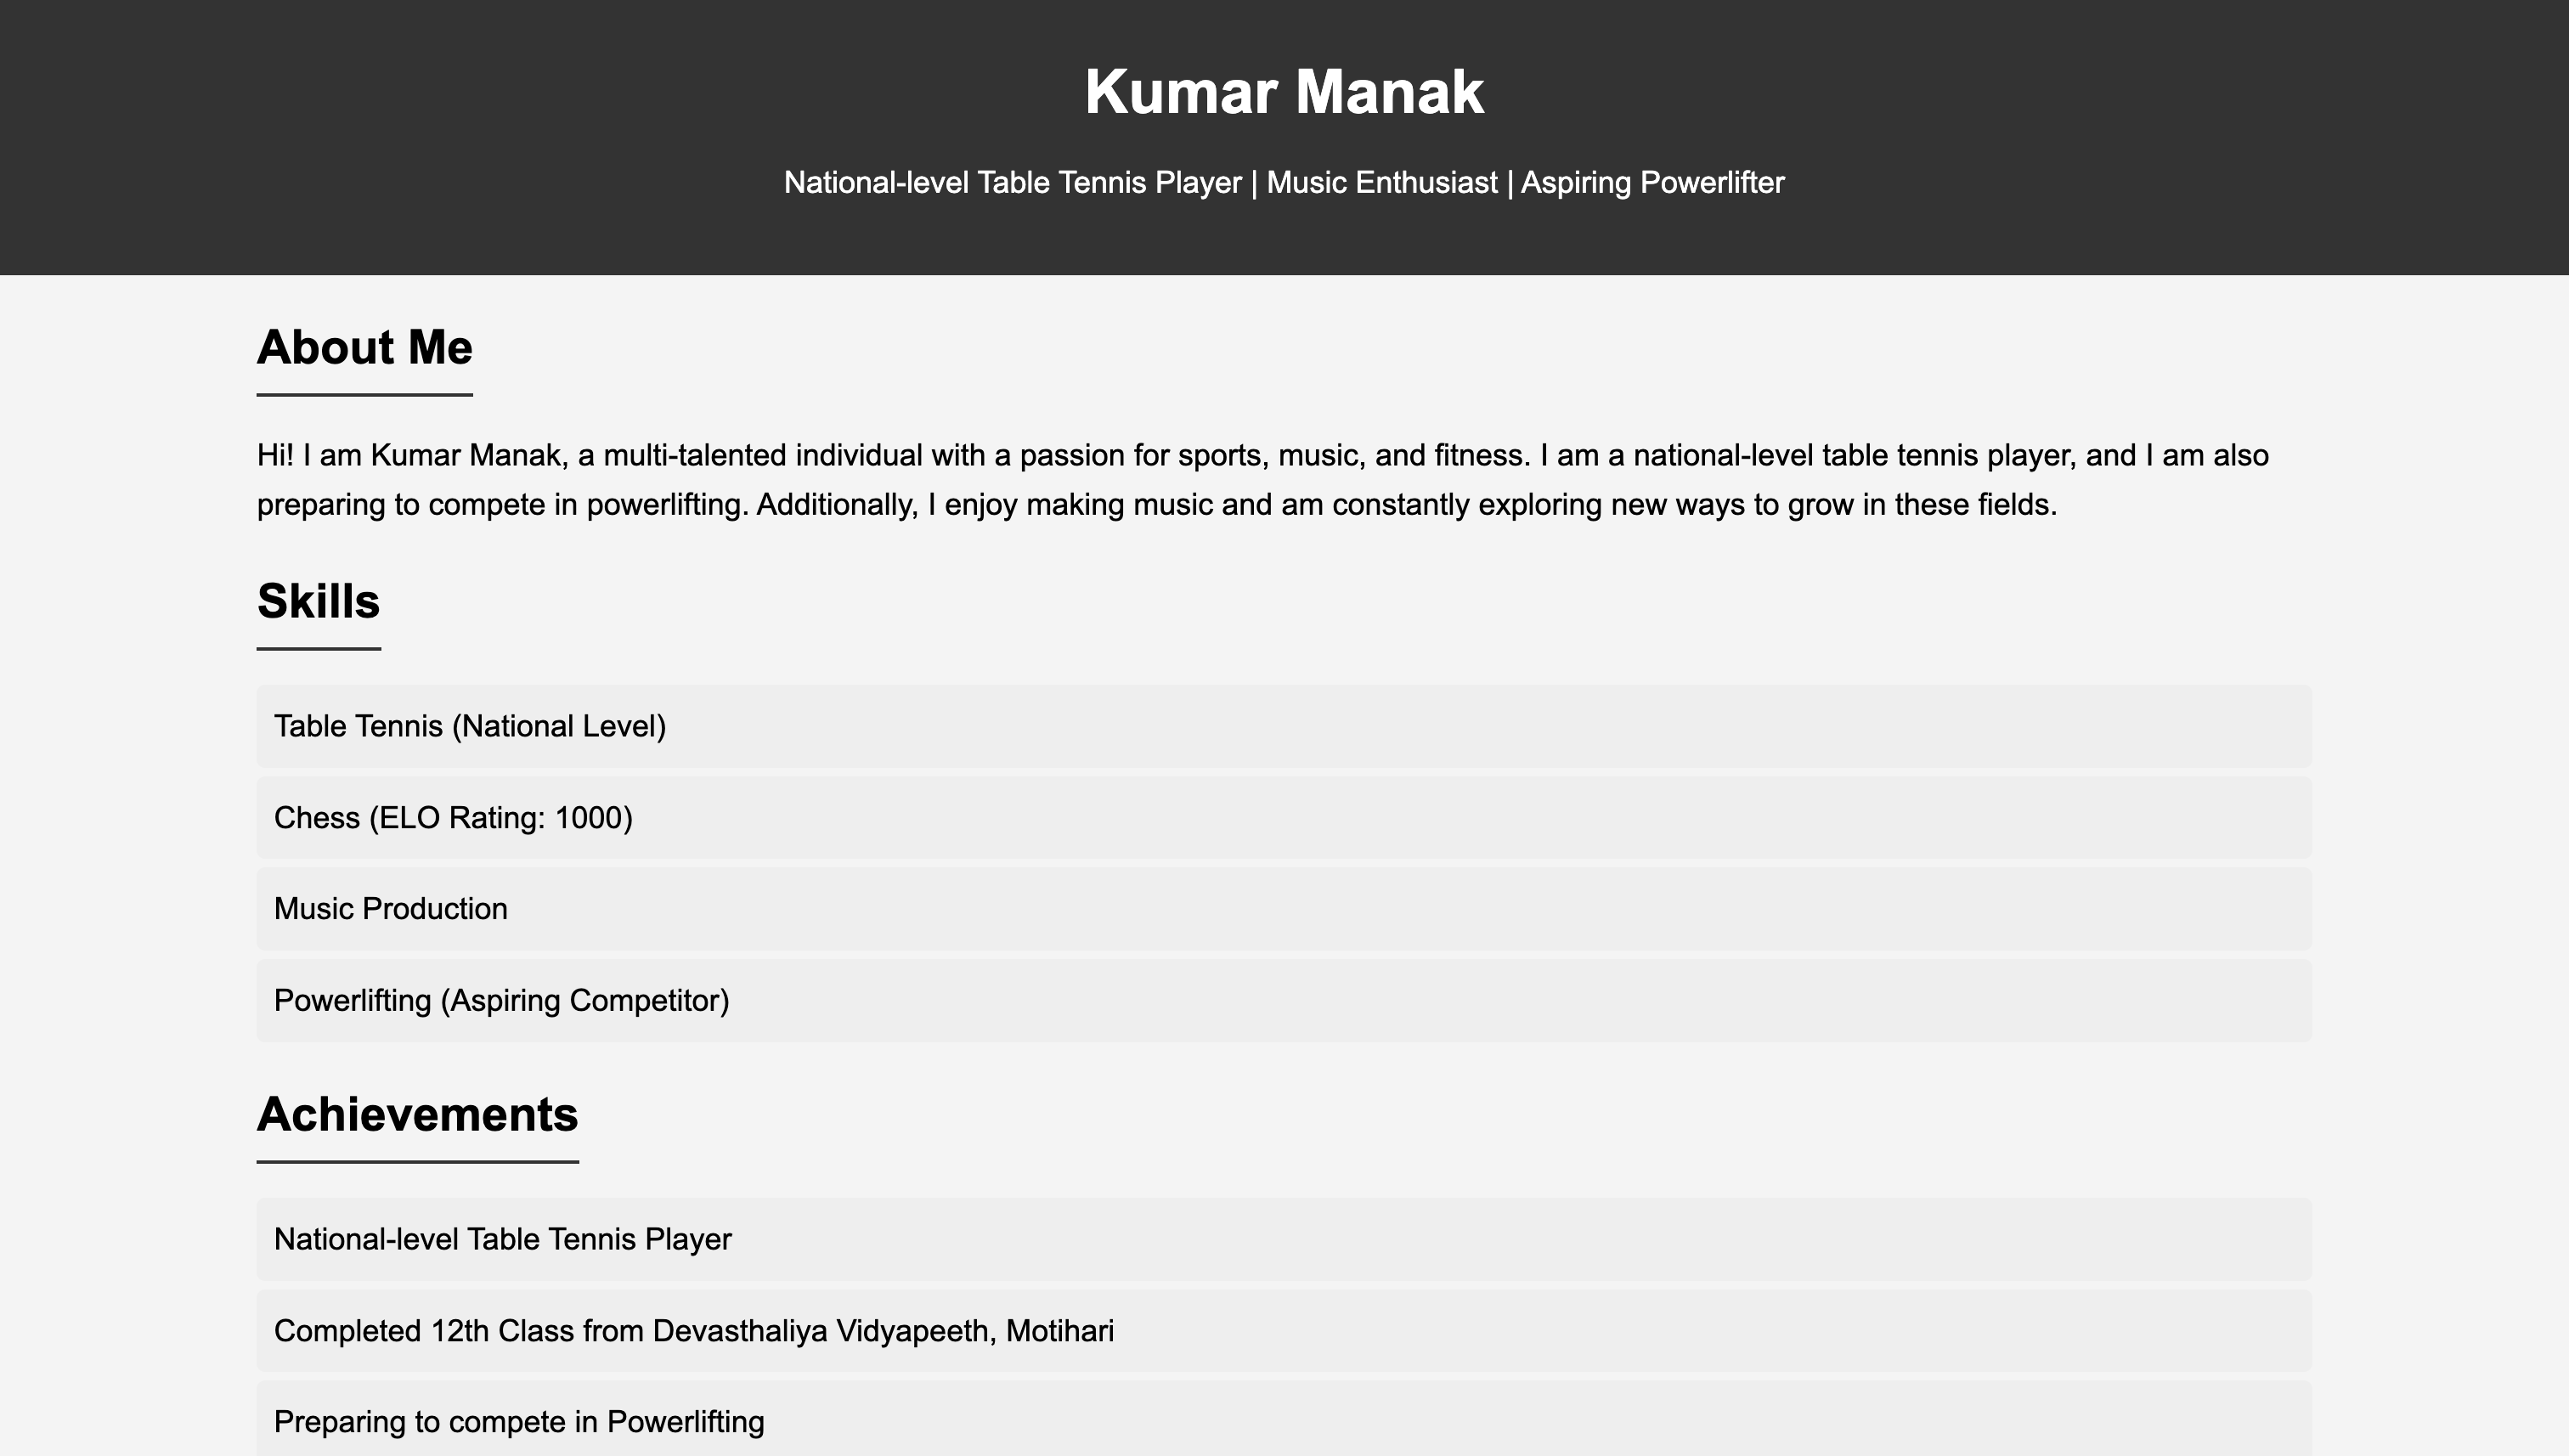 Kumar Manak
National-level Table Tennis Player | Music Enthusiast | Aspiring Powerlifter
About Me
Hi! I am Kumar Manak, a multi-talented individual with a passion for sports, music, and fitness. I am a national-level table tennis player, and I am also
preparing to compete in powerlifting. Additionally, I enjoy making music and am constantly exploring new ways to grow in these fields.
Skills
Table Tennis (National Level)
Chess (ELO Rating: 1000)
Music Production
Powerlifting (Aspiring Competitor)
Achievements
National-level Table Tennis Player
Completed 12th Class from Devasthaliya Vidyapeeth, Motihari
Preparing to compete in Powerlifting